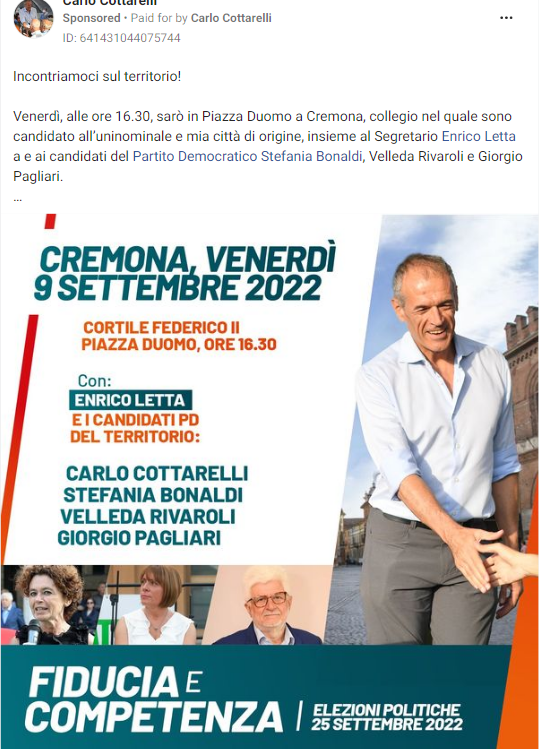 Carlo Cottarelli
Sponsored • Paid for by Carlo Cottarelli
ID: 641431044075744
Incontriamoci sul territorio!
Venerdì, alle ore 16.30, sarò in Piazza Duomo a Cremona, collegio nel quale sono
candidato all'uninominale e mia città di origine, insieme al Segretario Enrico Letta
a e ai candidati del Partito Democratico Stefania Bonaldi, Velleda Rivaroli e Giorgio
Pagliari.
...
CREMONA, VENERDÌ
9 SETTEMBRE 2022
CORTILE FEDERICO II
PIAZZA DUOMO, ORE 16.30
Con:
ENRICO LETTA
E I CANDIDATI PD
DEL TERRITORIO:
CARLO COTTARELLI
STEFANIA BONALDI
VELLEDA RIVAROLI
GIORGIO PAGLIARI
FIDUCIA E
COMPETENZA
ELEZIONI POLITICHE
25 SETTEMBRE 2022